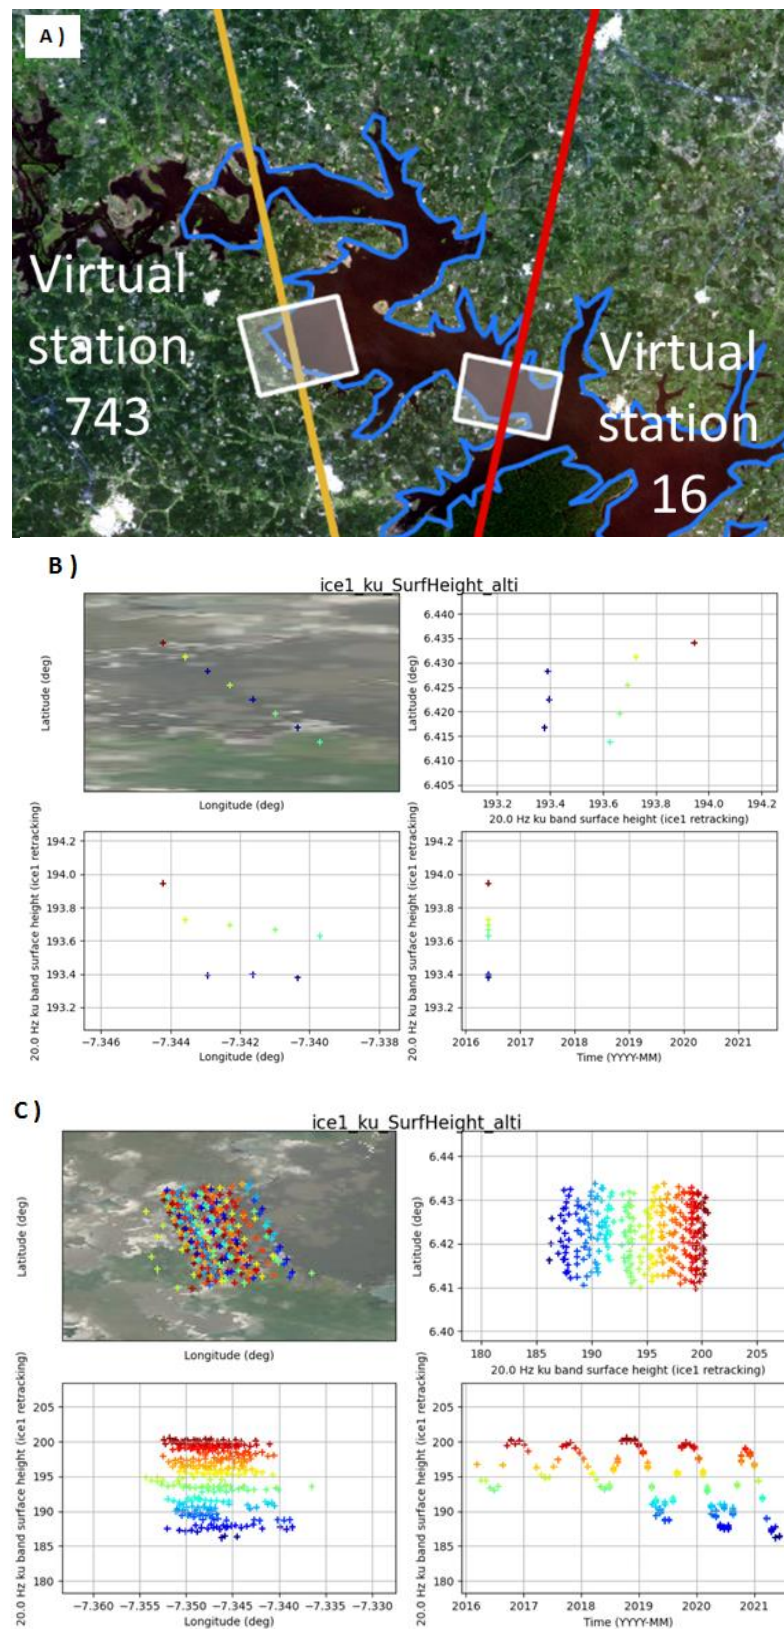 A )
Virtual
station
743
Virtual
station
16
B )
ice1_ku_SurfHeight_alti
Latitude (deg)
Longitude (deg)
Latitude (deg)
6.440
6.435
6.430
6.425
6.420
6.415
6.410
6.405
193.2 193.4 193.6 193.8 194.0 194.2
20.0 Hz ku band surface height (ice1 retracking)
20.0 Hz ku band surface height (ice1 retracking)
194.2
194.0
193.8
193.6
193.4
193.2
−7.346 −7.344 −7.342 −7.340 −7.338
Longitude (deg)
20.0 Hz ku band surface height (ice1 retracking)
194.2
194.0
193.8
193.6
193.4
193.2
2016 2017 2018 2019 2020 2021
Time (YYYY-MM)
C )
ice1_ku_SurfHeight_alti
Latitude (deg)
Longitude (deg)
Latitude (deg)
6.44
6.43
6.42
6.41
6.40
180 185 190 195 200 205
20.0 Hz ku band surface height (ice1 retracking)
20.0 Hz ku band surface height (ice1 retracking)
205
200
195
190
185
180
−7.360 −7.355 −7.350 −7.345 −7.340 −7.335 −7.330
Longitude (deg)
20.0 Hz ku band surface height (ice1 retracking)
205
200
195
190
185
180
2016 2017 2018 2019 2020 2021
Time (YYYY-MM)